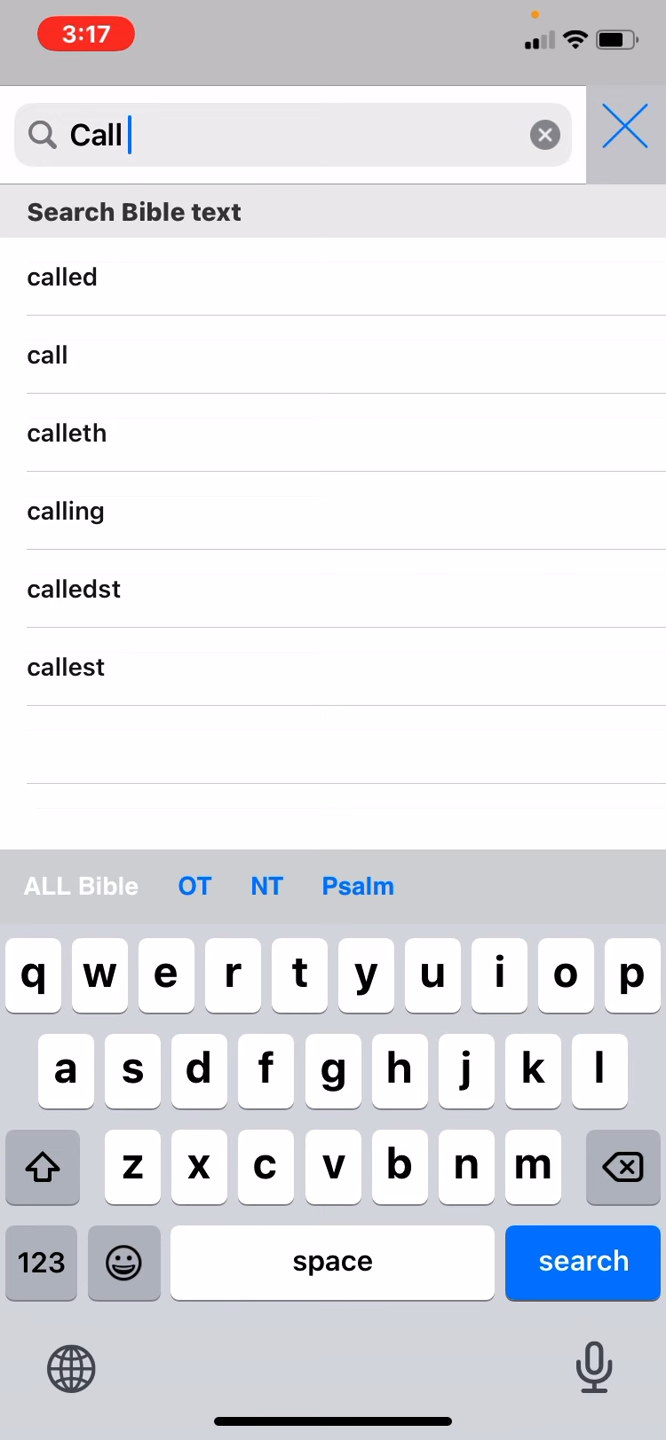 3:17
Call
Search Bible text
called
call
calleth
calling
calledst
callest
ALL Bible OT NT Psalm
q w e r t y u i o p
a s d f g h j k l
z x c v b n m
123 space search